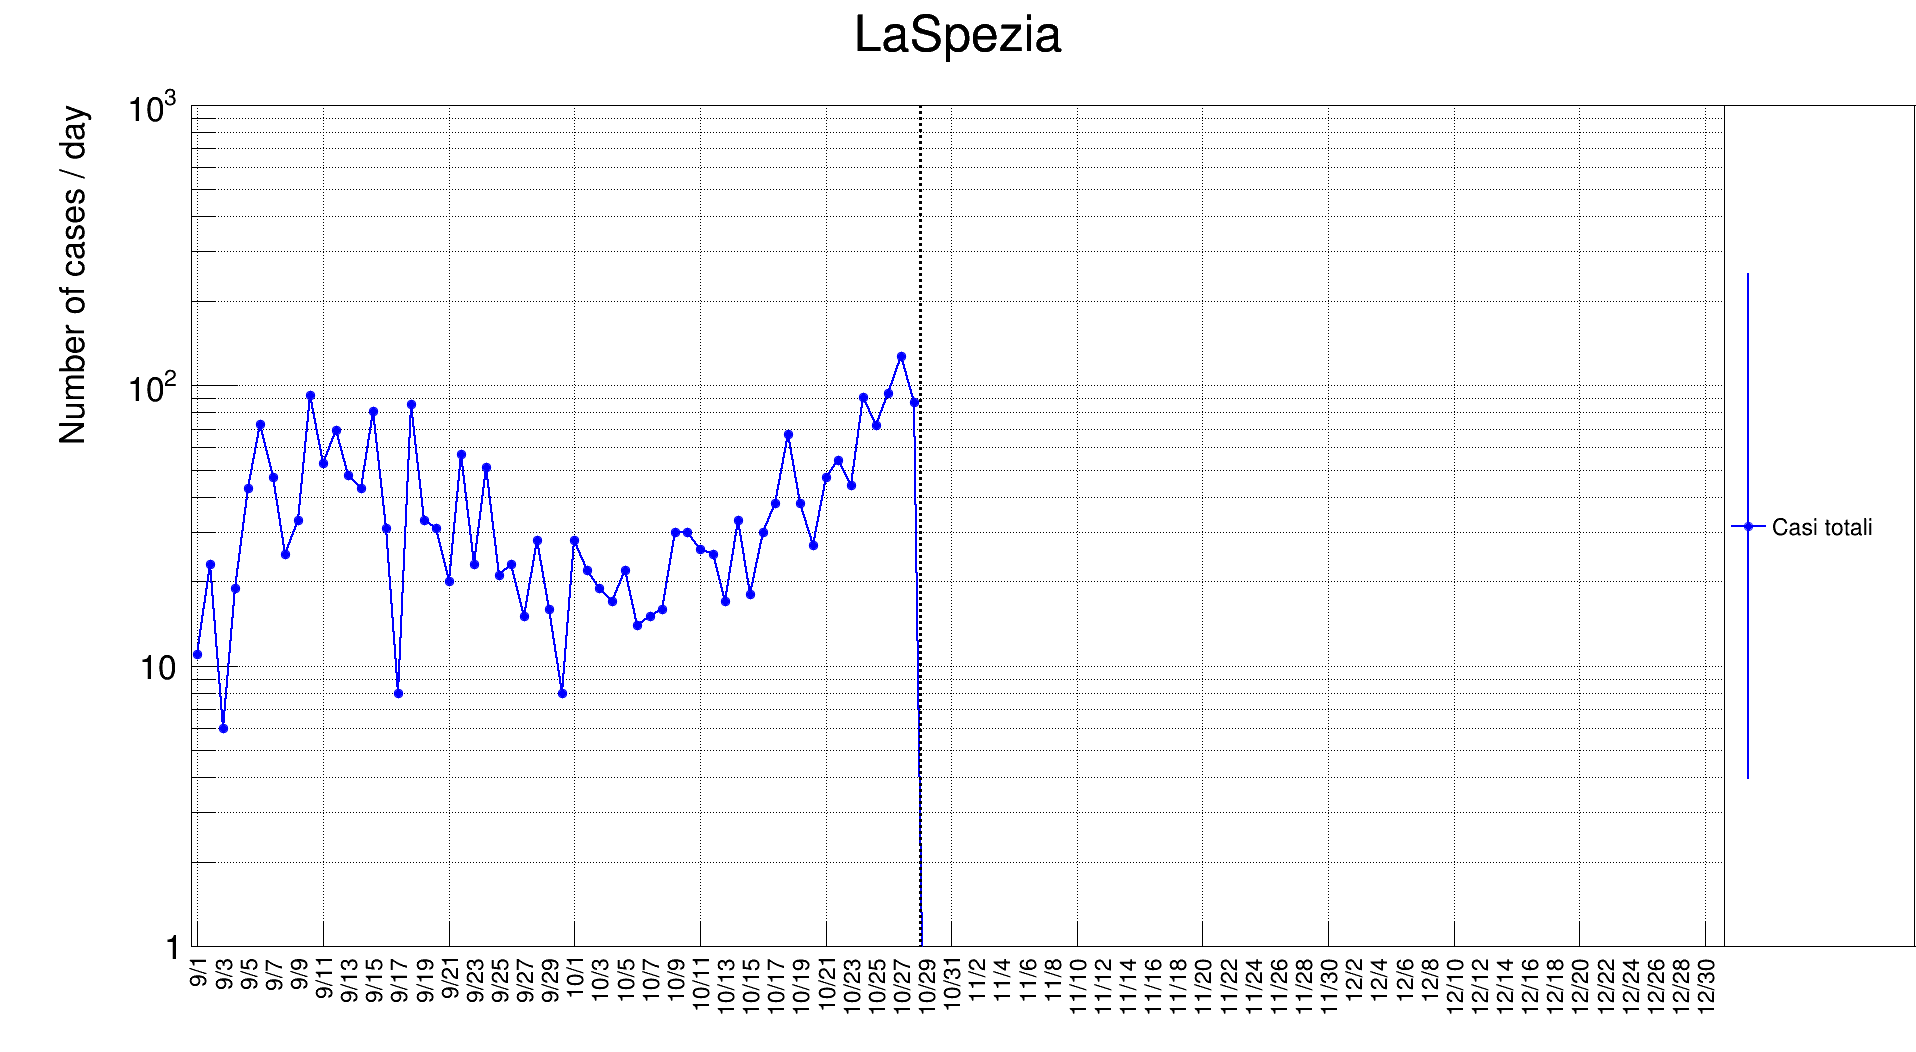 LaSpezia
Number of cases / day
10³
10²
10
1
9/1 9/3 9/5 9/7 9/9 9/11 9/13 9/15 9/17 9/19 9/21 9/23 9/25 9/27 9/29 10/1 10/3 10/5 10/7 10/9 10/11 10/13 10/15 10/17 10/19 10/21 10/23 10/25 10/27 10/29 10/31 11/2 11/4 11/6 11/8 11/10 11/12 11/14 11/16 11/18 11/20 11/22 11/24 11/26 11/28 11/30 12/2 12/4 12/6 12/8 12/10 12/12 12/14 12/16 12/18 12/20 12/22 12/24 12/26 12/28 12/30
Casi totali